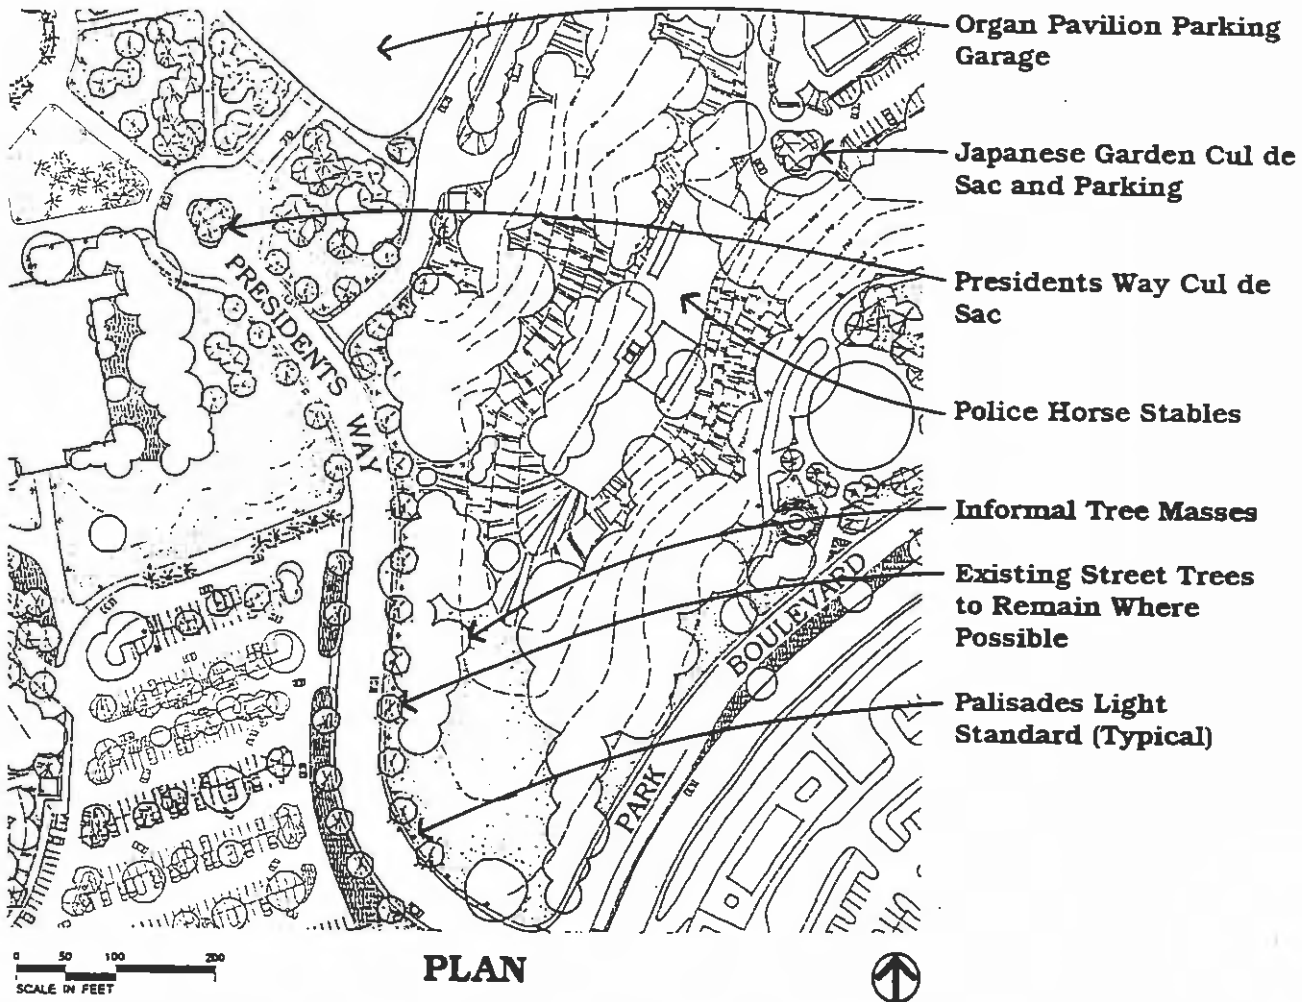 Organ Pavilion Parking
Garage
Japanese Garden Cul de
Sac and Parking
Presidents Way Cul de
Sac
Police Horse Stables
Informal Tree Masses
Existing Street Trees
to Remain Where
Possible
Palisades Light
Standard (Typical)
PRESIDENTS WAY
PARK BOULEVARD
0 50 100 200
SCALE IN FEET
PLAN